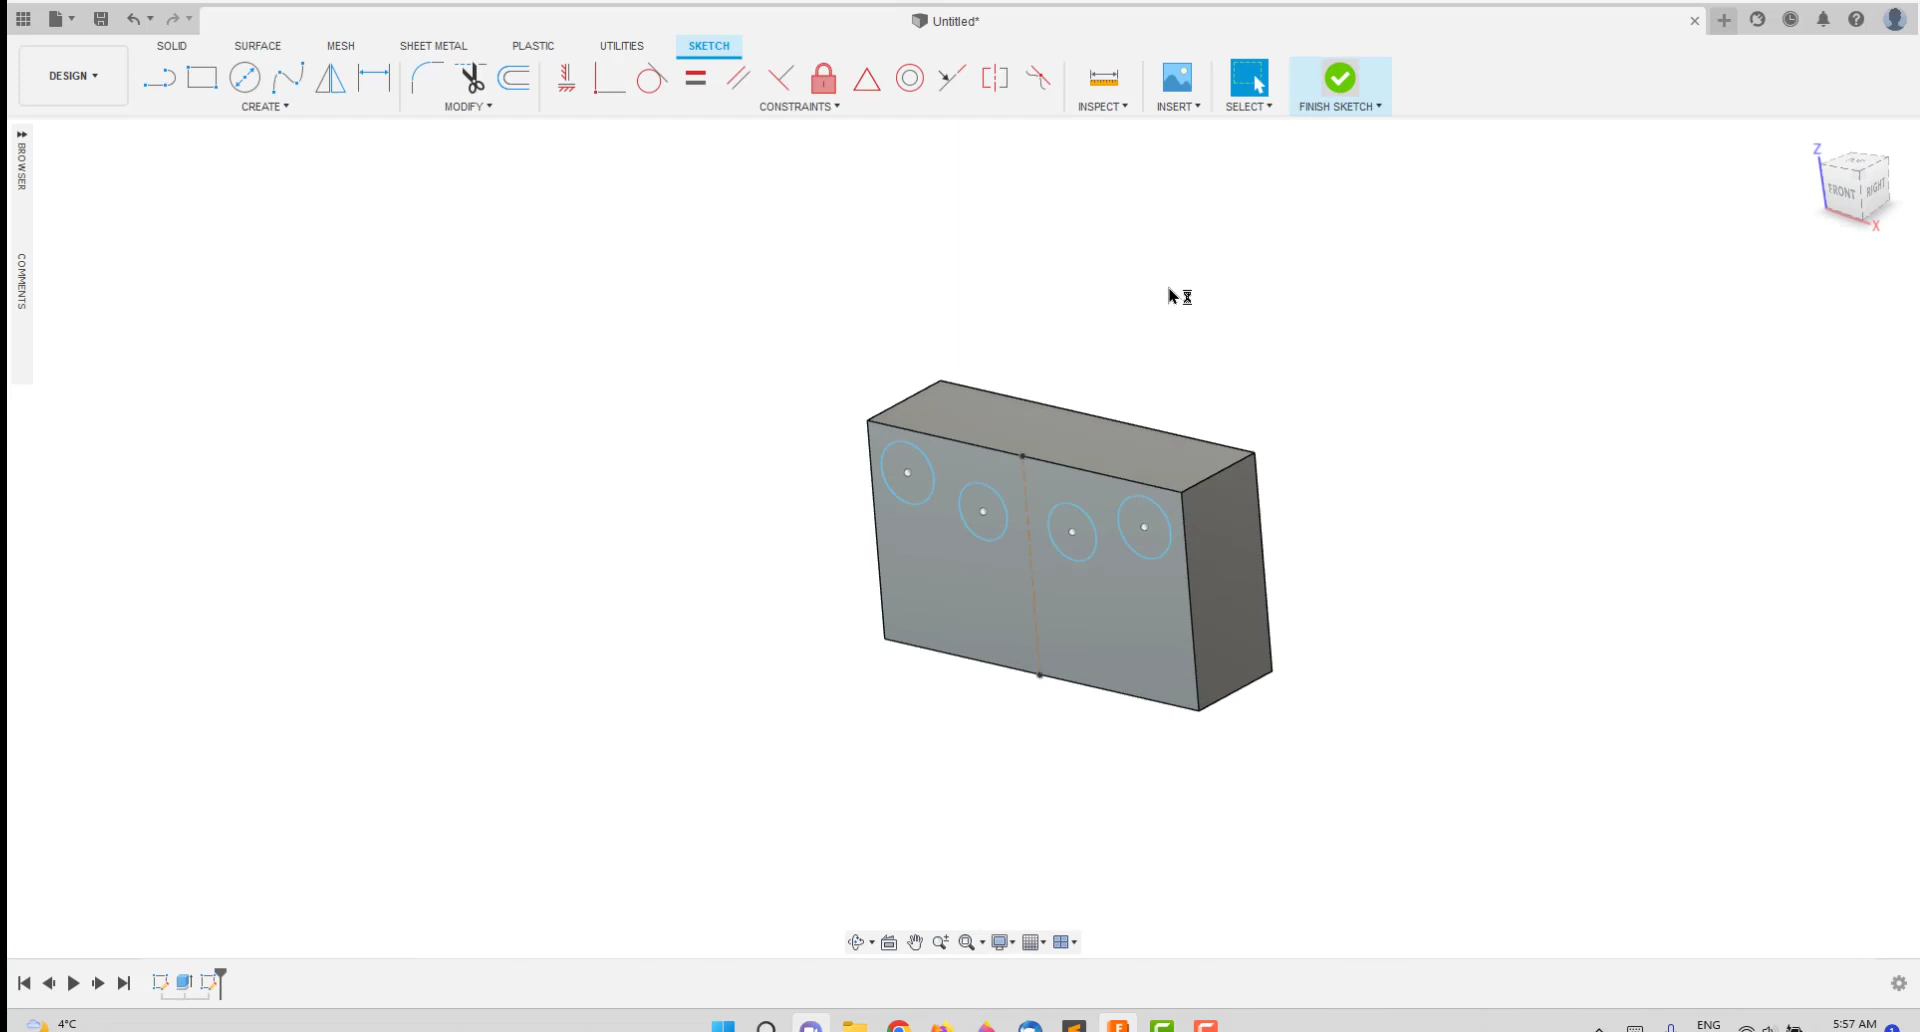 Untitled*
SOLID SURFACE MESH SHEET METAL PLASTIC UTILITIES SKETCH
DESIGN
CREATE MODIFY CONSTRAINTS INSPECT INSERT SELECT FINISH SKETCH
BROWSER
COMMENTS
Z
FRONT RIGHT
X
4°C
ENG
5:57 AM
1